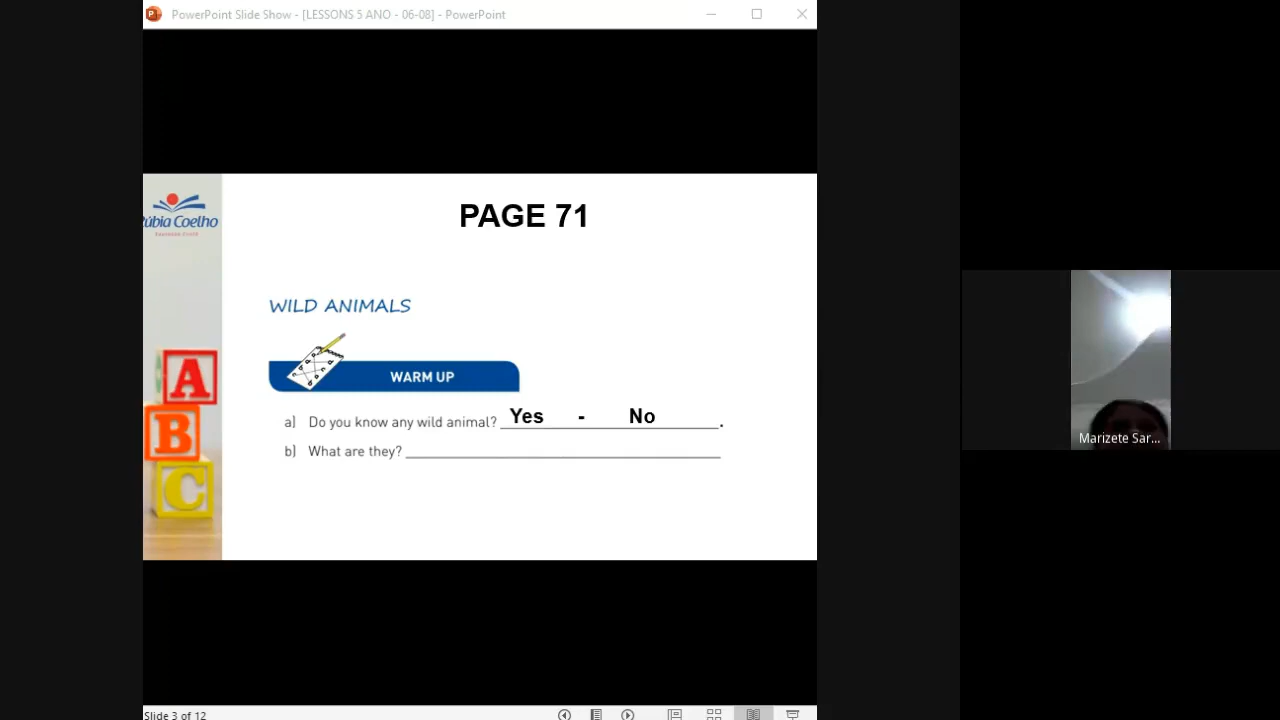 PowerPoint Slide Show - [LESSONS 5 ANO - 06-08] - PowerPoint
Rúbia Coelho
PAGE 71
WILD ANIMALS
WARM UP
a) Do you know any wild animal? Yes - No .
b) What are they?
A
B
C
Marizete Sar...
Slide 3 of 12